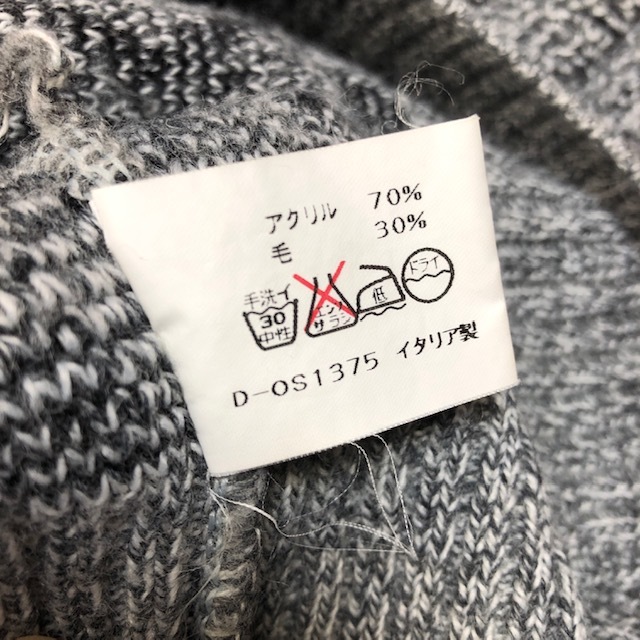 アクリル 70%
毛 30%
手洗イ
30
中性
エンソ
サラシ
低
ドライ
D-OS1375 イタリア製